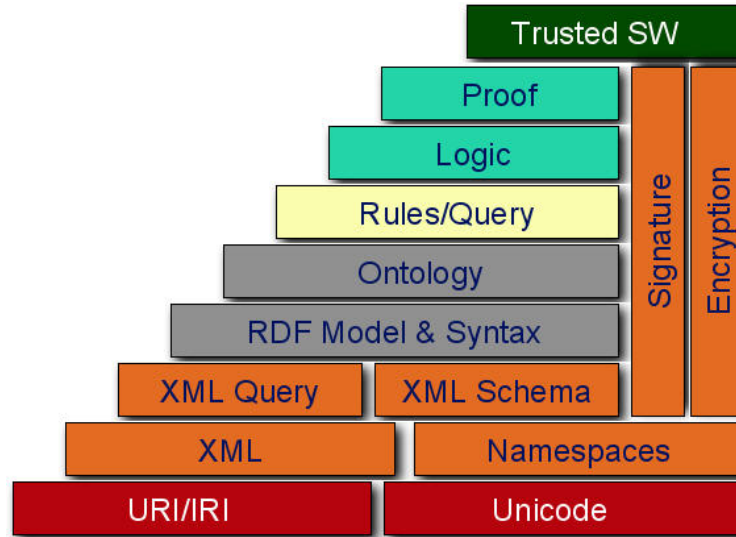 Trusted SW
Proof
Logic
Rules/Query
Ontology
RDF Model & Syntax
Signature
Encryption
XML Query
XML Schema
XML
Namespaces
URI/IRI
Unicode